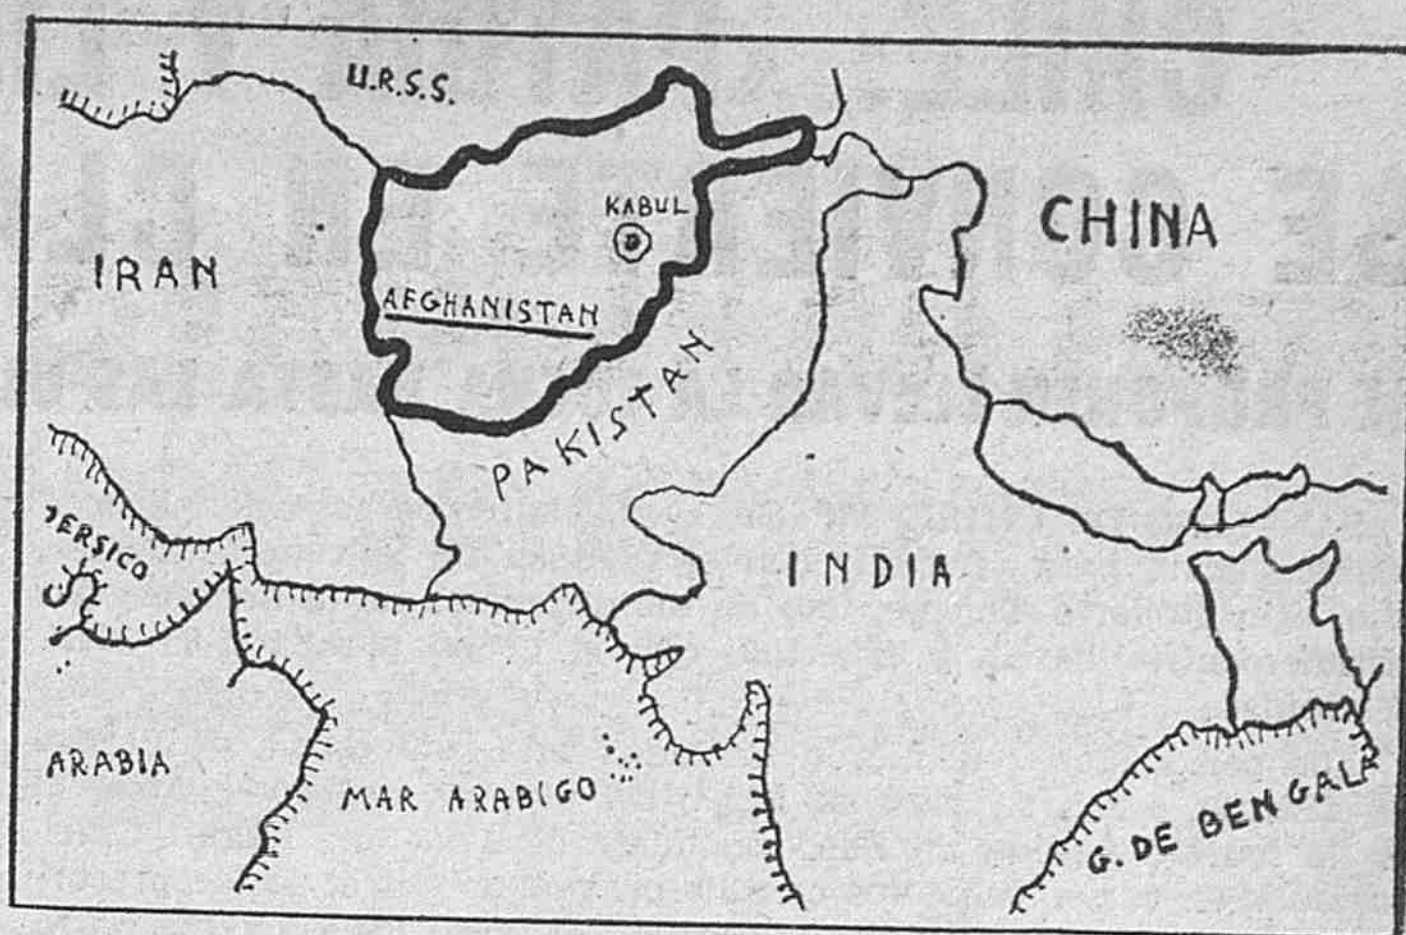 U.R.S.S.
KABUL
CHINA
IRAN
AFGHANISTAN
PAKISTAN
PERSICO
INDIA
ARABIA
MAR ARABIGO
G. DE BENGALA